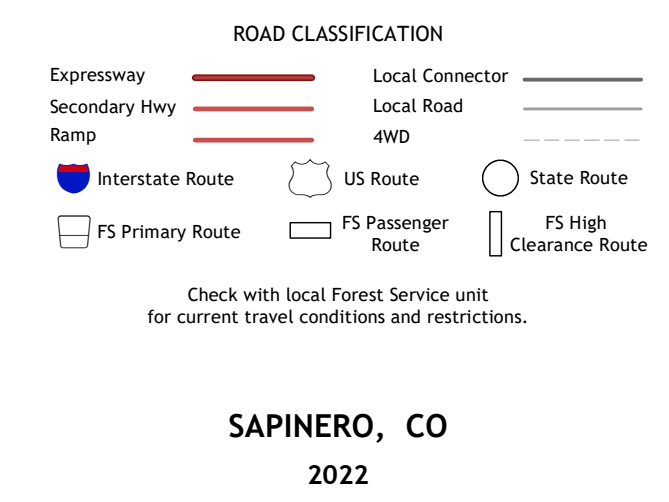 ROAD CLASSIFICATION
Expressway
Local Connector
Secondary Hwy
Local Road
Ramp
4WD
Interstate Route
US Route
State Route
FS Primary Route
FS Passenger
Route
FS High
Clearance Route
Check with local Forest Service unit
for current travel conditions and restrictions.
SAPINERO, CO
2022